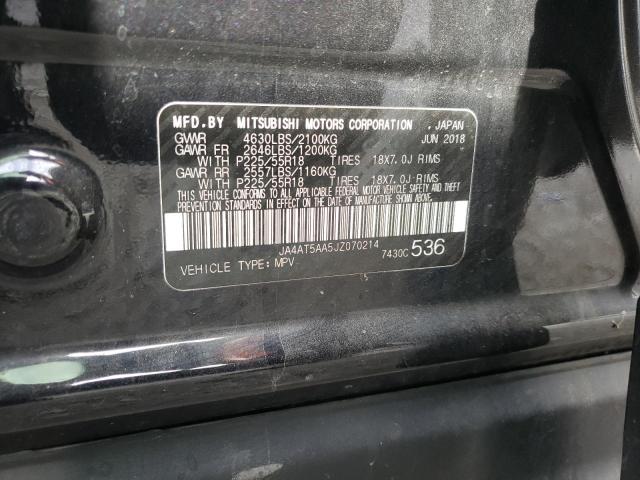 MFD.BY MITSUBISHI MOTORS CORPORATION , JAPAN
GVWR 4630LBS/2100KG JUN 2018
GAWR FR 2646LBS/1200KG
WITH P225/55R18 TIRES 18X7.0J RIMS
GAWR RR 2557LBS/1160KG
WITH P225/55R18 TIRES 18X7.0J RIMS
THIS VEHICLE CONFORMS TO ALL APPLICABLE FEDERAL MOTOR VEHICLE SAFETY AND THEFT
PREVENTION STANDARDS IN EFFECT ON THE DATE OF MANUFACTURE SHOWN ABOVE.
JA4AT5AA5JZ070214
VEHICLE TYPE: MPV 7430C 536